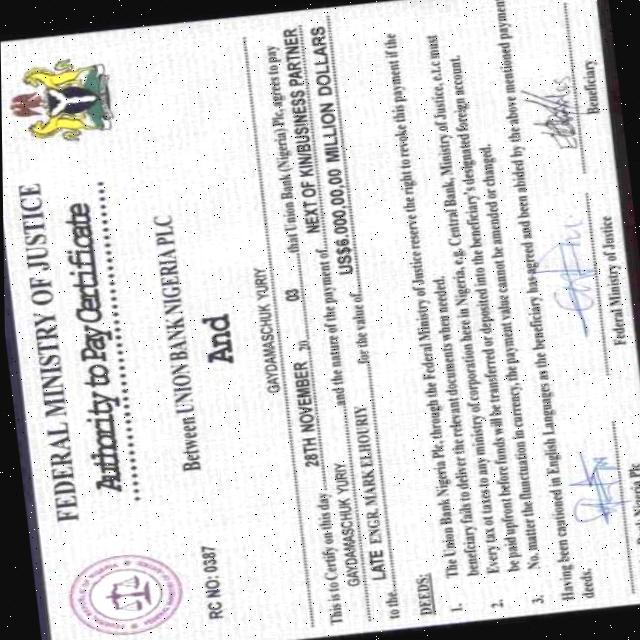 FEDERAL MINISTRY OF JUSTICE
Authority to Pay Certificate
Between UNION BANK NIGERIA PLC
And
RC NO: 0387
GAYDAMASCHUK YURIY
This is to Certify on this day 28TH NOVEMBER 20 03 that Union Bank (Nigeria) Plc, agrees to pay
GAYDAMASCHUK YURIY and the nature of the payment of NEXT OF KIN/BUSINESS PARTNER
to the LATE ENGR. MARK ELHOURIY. for the value of US$6,000,00,00 MILLION DOLLARS
DEEDS:
1. The Union Bank Nigeria Plc, through the Federal Ministry of Justice reserve the right to revoke this payment if the
beneficary fails to deliver the relevant documents when needed.
2. Every tax ot taxes to any ministry of corporation here in Nigeria, e.g. Central Bank, Ministry of Justice, e.t.c must
be paid upfront before funds will be transferred or deposited into the beneficiary's designated foreign account.
3. No. matter the flunctuation in currency, the payment value cannot be amended or changed.
Having been cautioned in English Languages as the beneficiary has agreed and been abided by the above mentioned payment
deeds.
Federal Ministry of Justice
Beneficiary